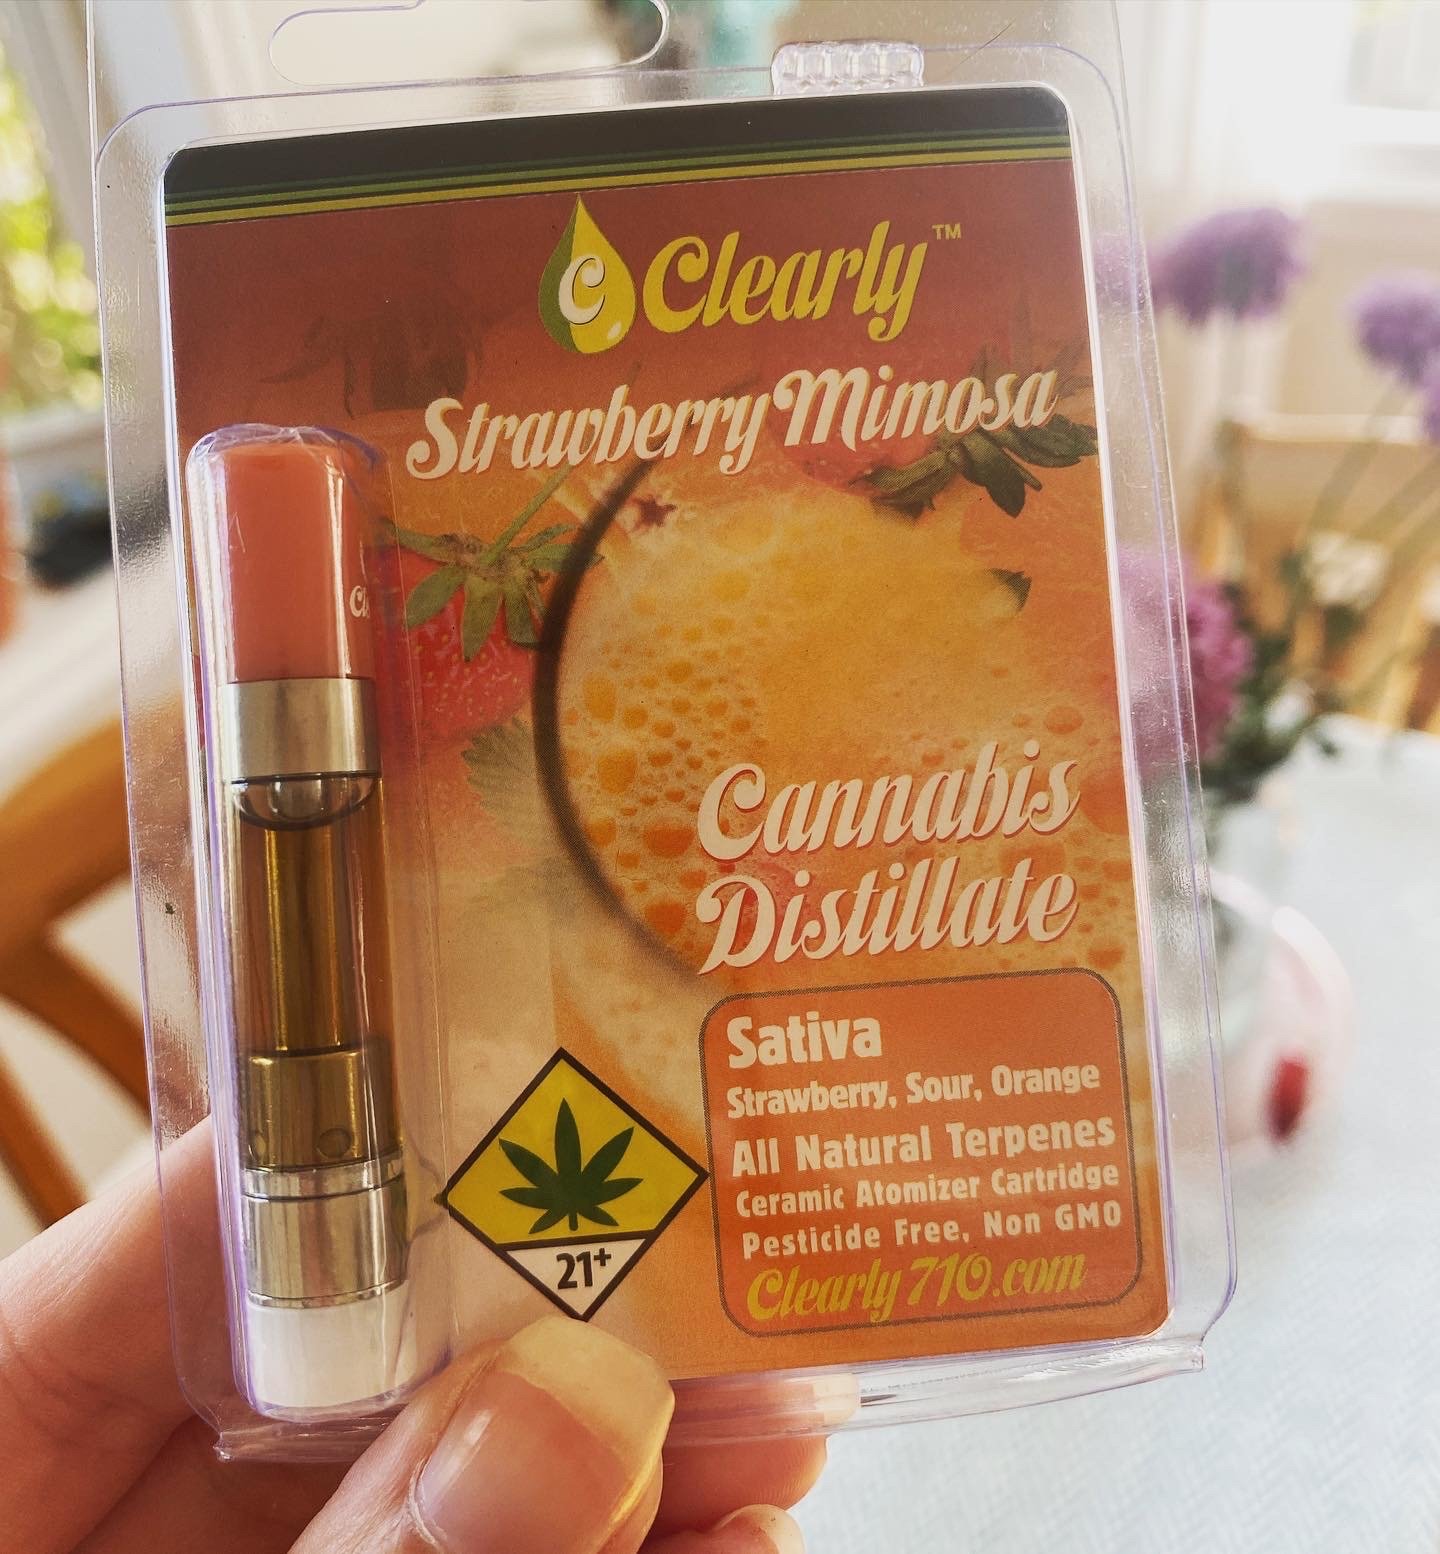 C Clearly™
Strawberry Mimosa
Cannabis
Distillate
Sativa
Strawberry, Sour, Orange
All Natural Terpenes
Ceramic Atomizer Cartridge
Pesticide Free, Non GMO
Clearly710.com
21+